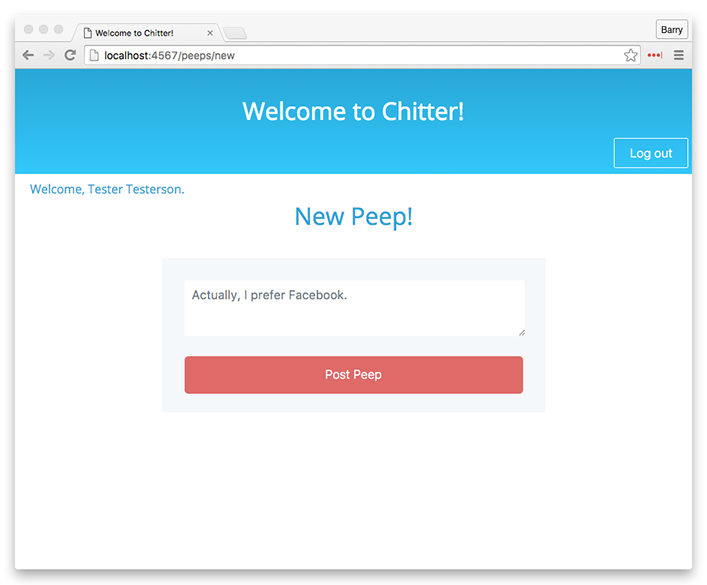 Welcome to Chitter!
Barry
localhost:4567/peeps/new
Welcome to Chitter!
Log out
Welcome, Tester Testerson.
New Peep!
Actually, I prefer Facebook.
Post Peep